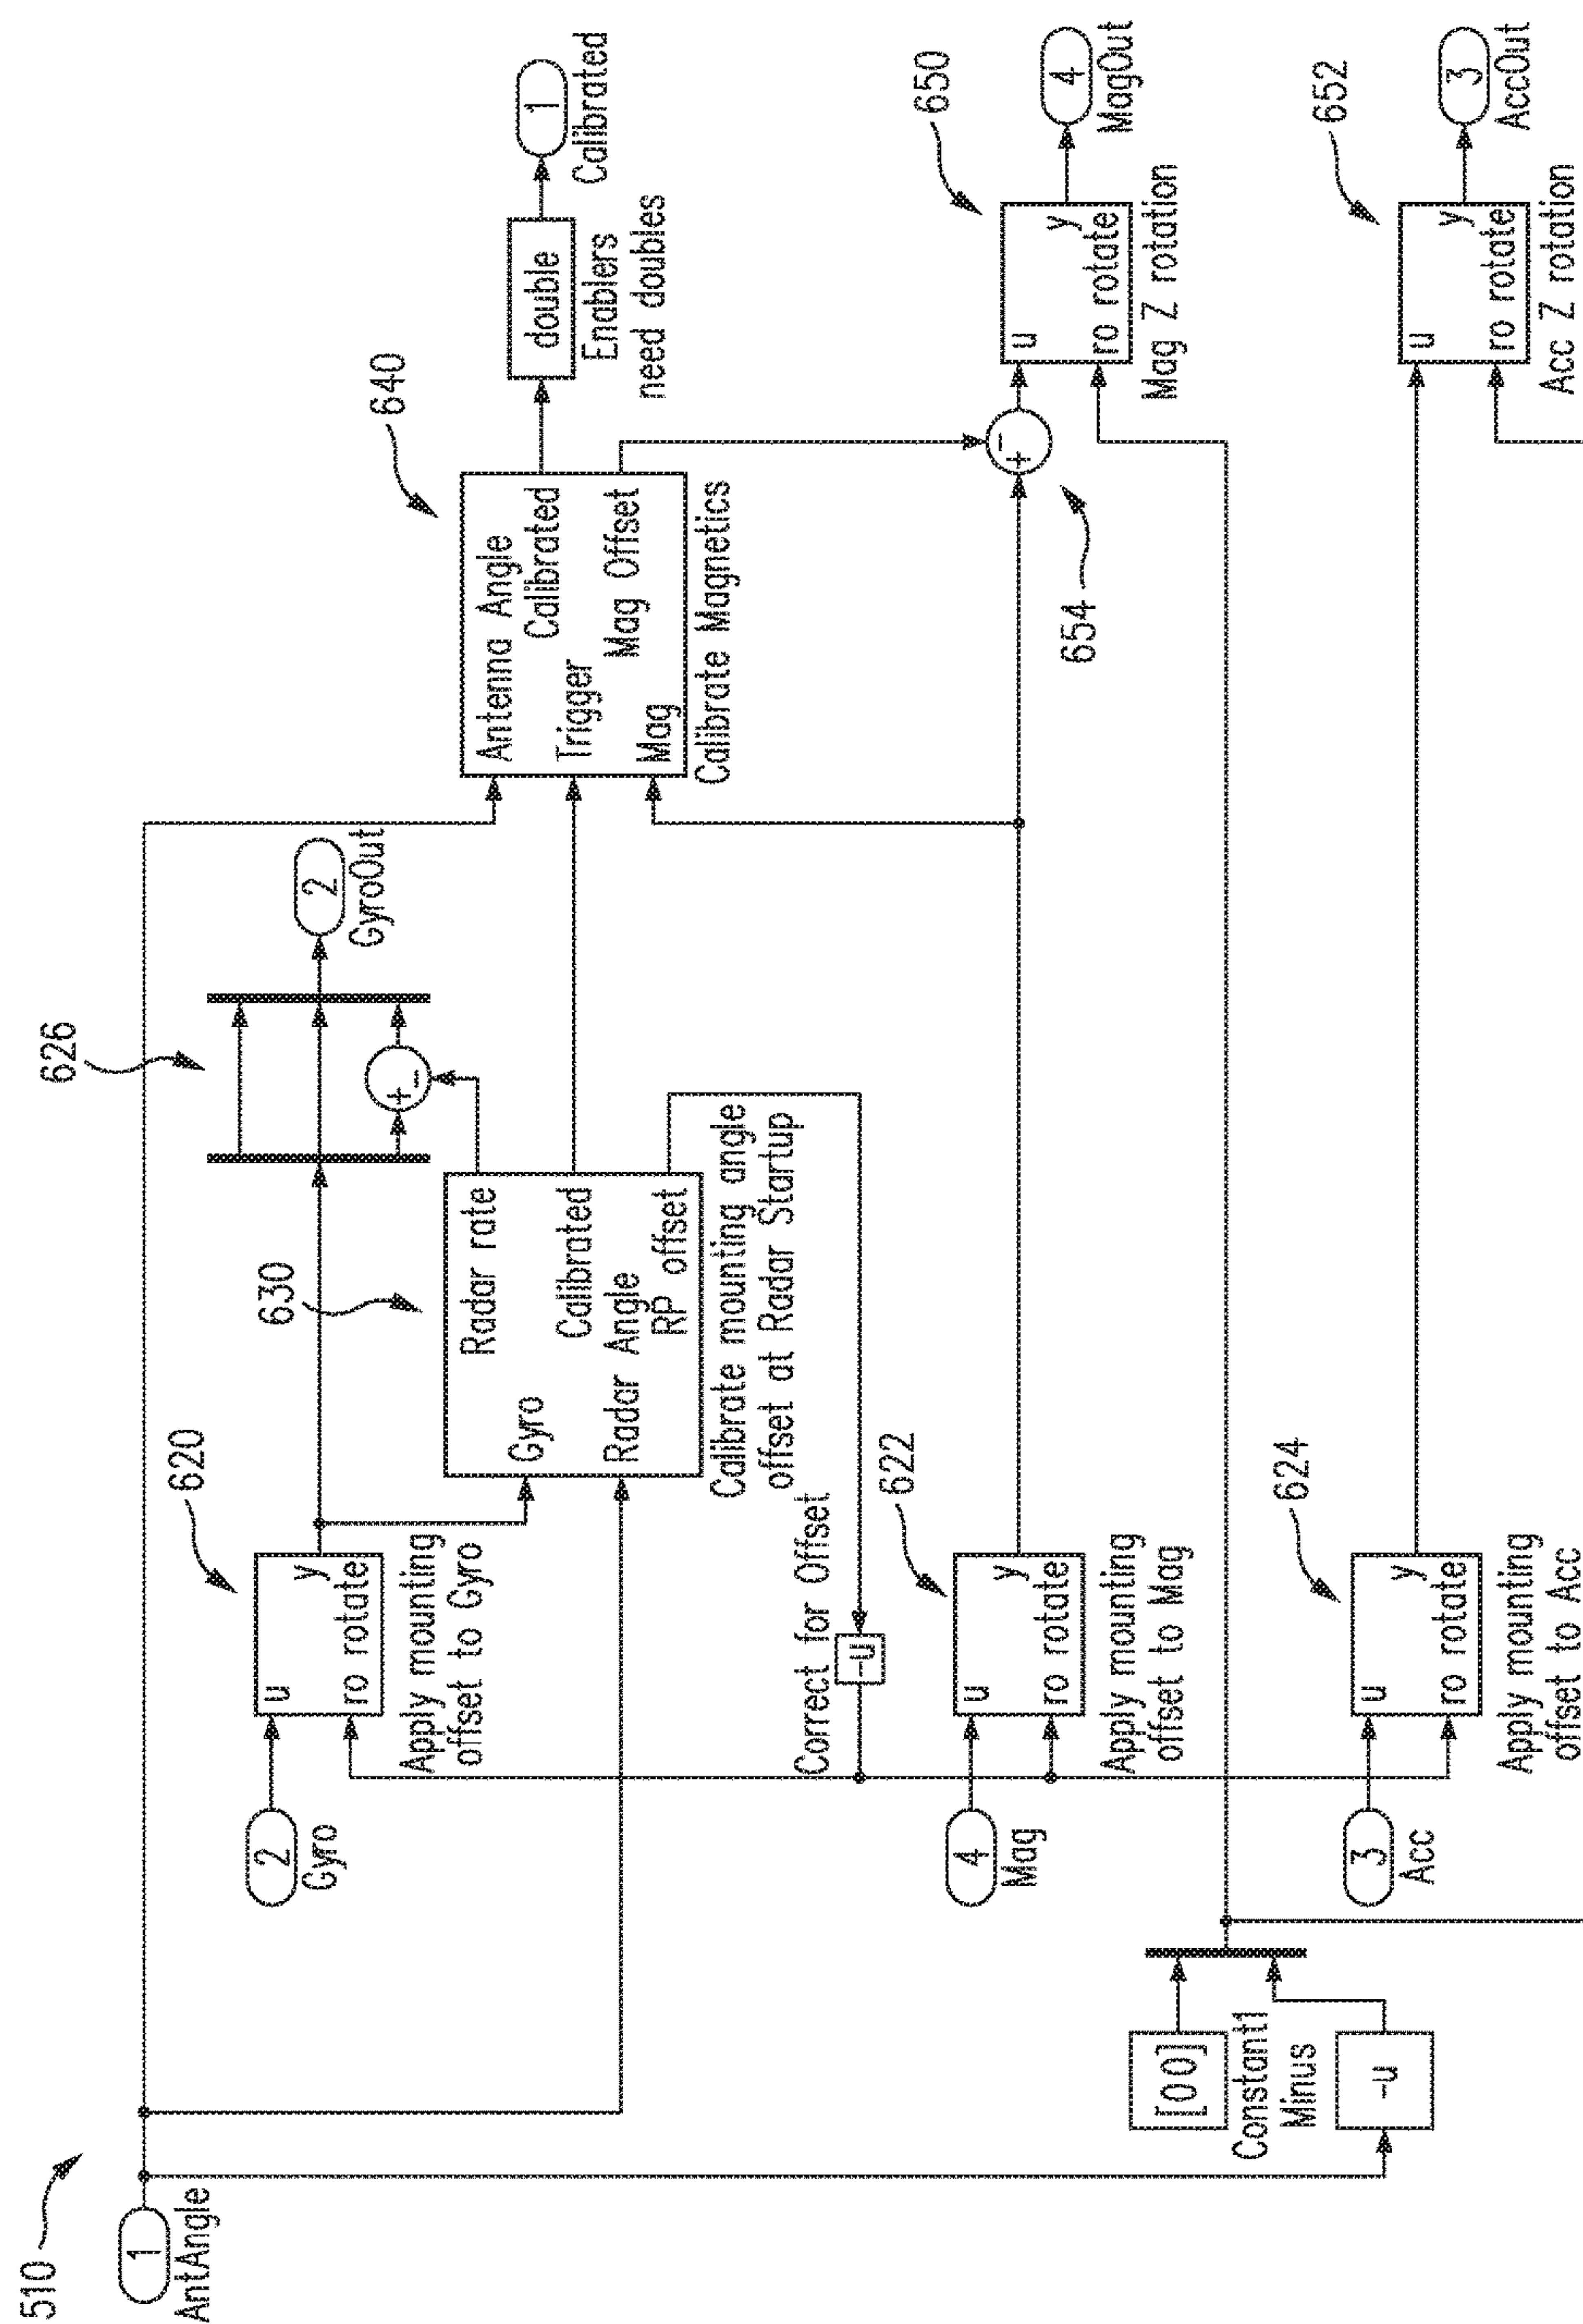 510
1
AntAngle
2
Gyro
620
u
y
ro rotate
Apply mounting
offset to Gyro
626
+
-
2
GyroOut
630
Radar rate
Gyro
Calibrated
Radar Angle
RP offset
Calibrate mounting angle
offset at Radar Startup
640
Antenna Angle
Calibrated
Trigger
Mag Offset
Mag
Calibrate Magnetics
double
Enablers
need doubles
1
Calibrated
Correct for Offset
-u
4
Mag
622
u
y
ro rotate
Apply mounting
offset to Mag
654
+
-
650
u
y
ro rotate
Mag Z rotation
4
MagOut
[00]
Constant1
Minus
-u
3
Acc
624
u
y
ro rotate
Apply mounting
offset to Acc
652
u
y
ro rotate
Acc Z rotation
3
AccOut